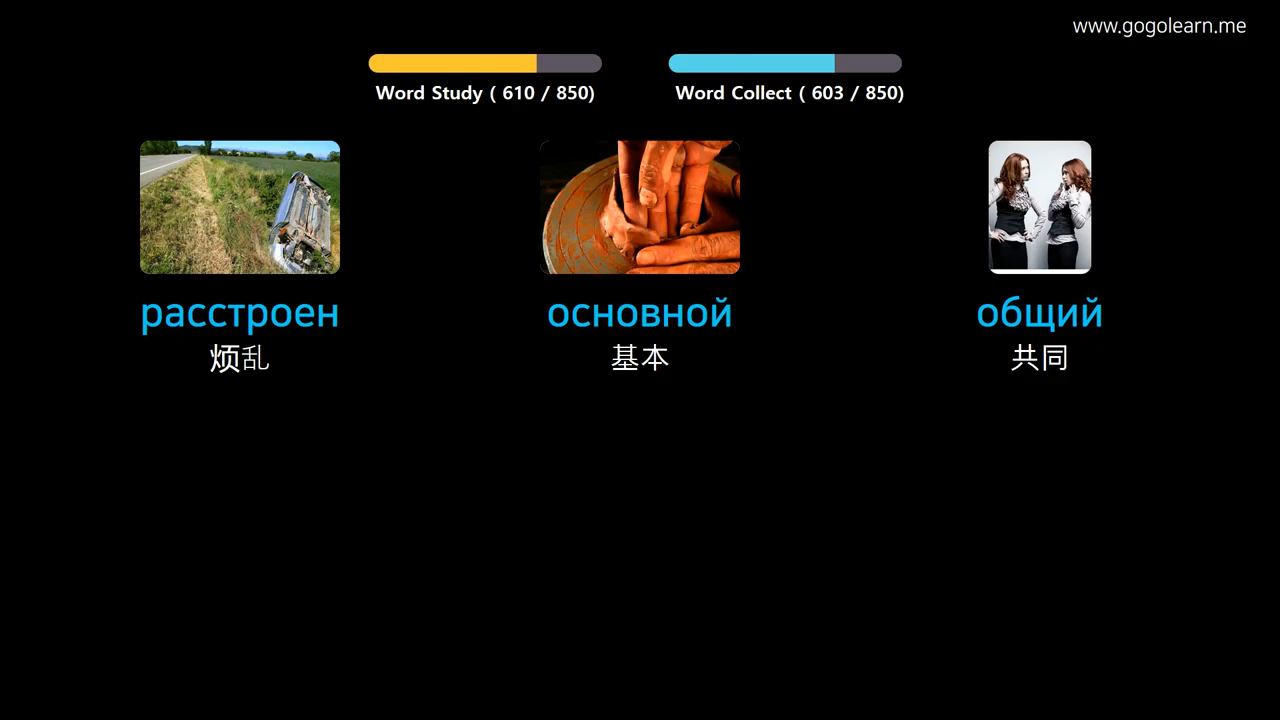 www.gogolearn.me
Word Study ( 610 / 850)
Word Collect ( 603 / 850)
расстроен
основной
общий
烦乱
基本
共同